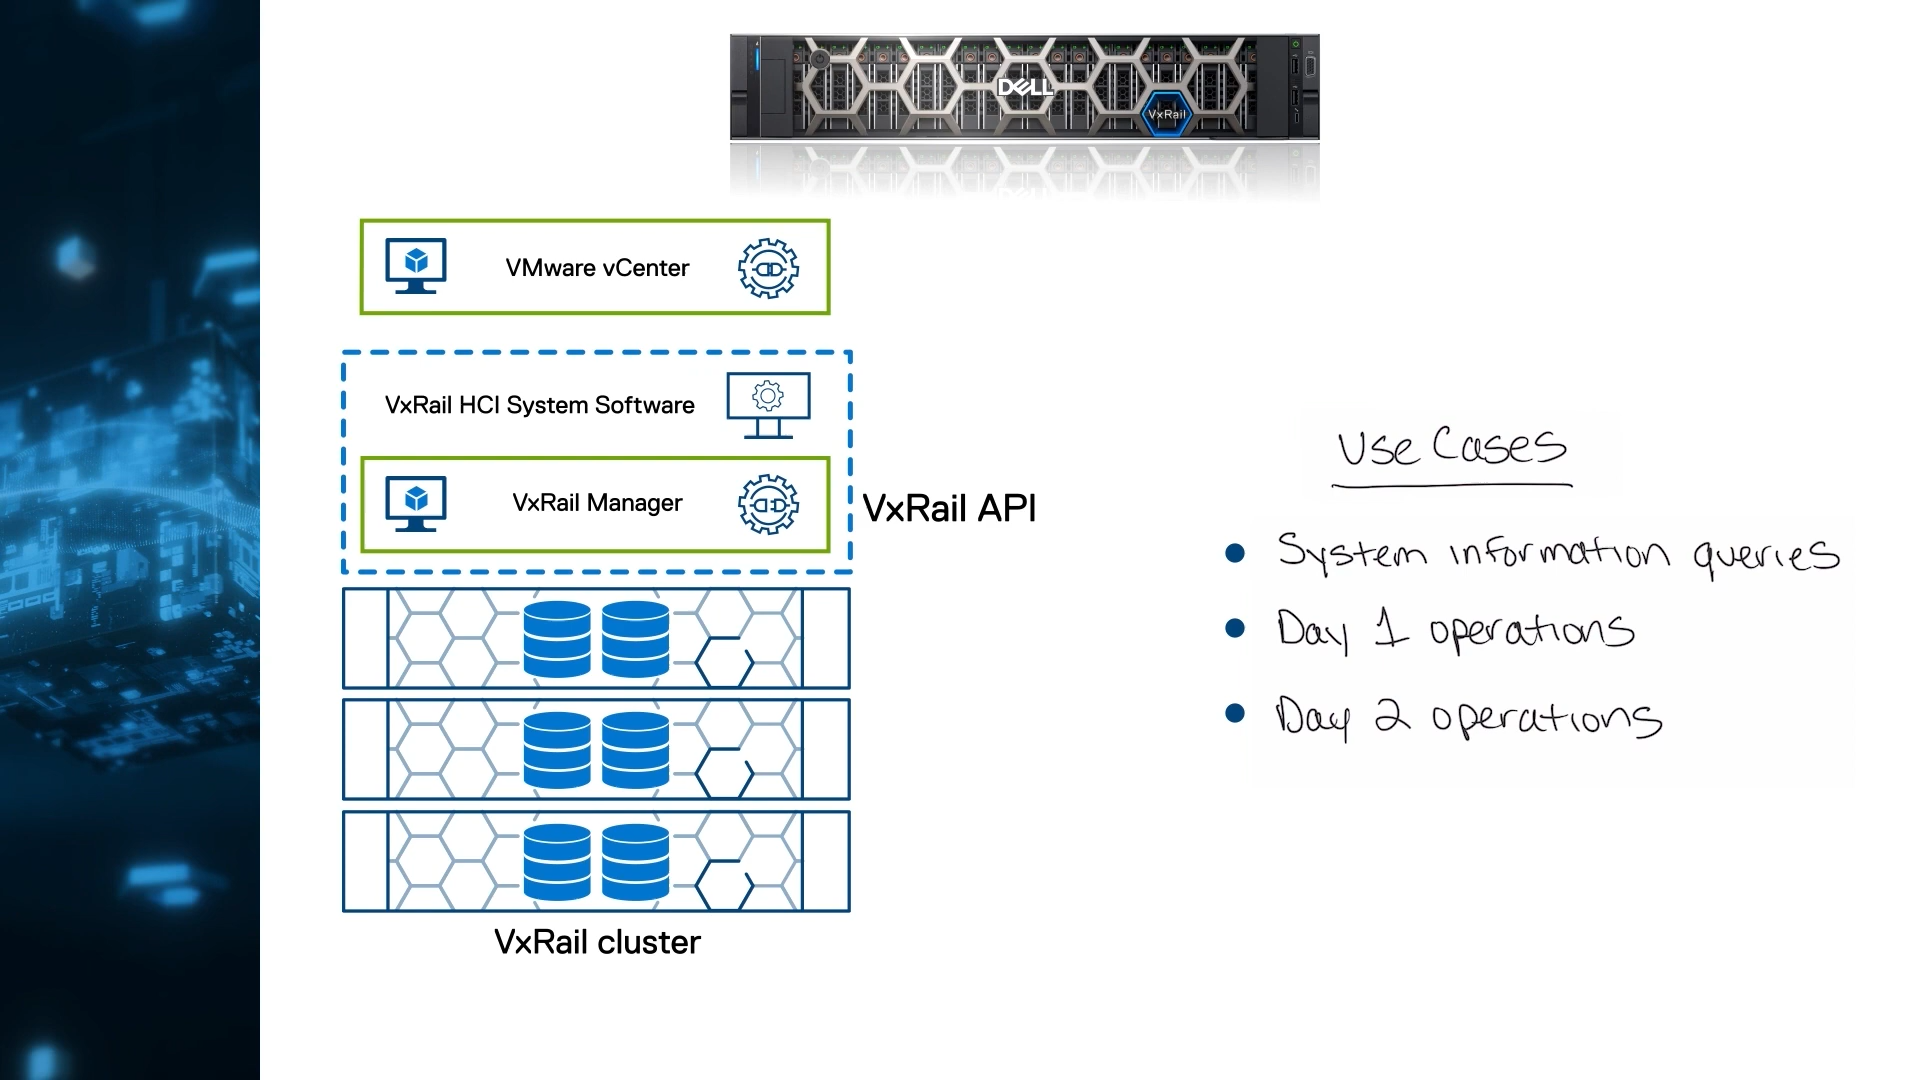 DELL
VxRail
VMware vCenter
VxRail HCI System Software
VxRail Manager
VxRail API
VxRail cluster
Use Cases
System information queries
Day 1 operations
Day 2 operations